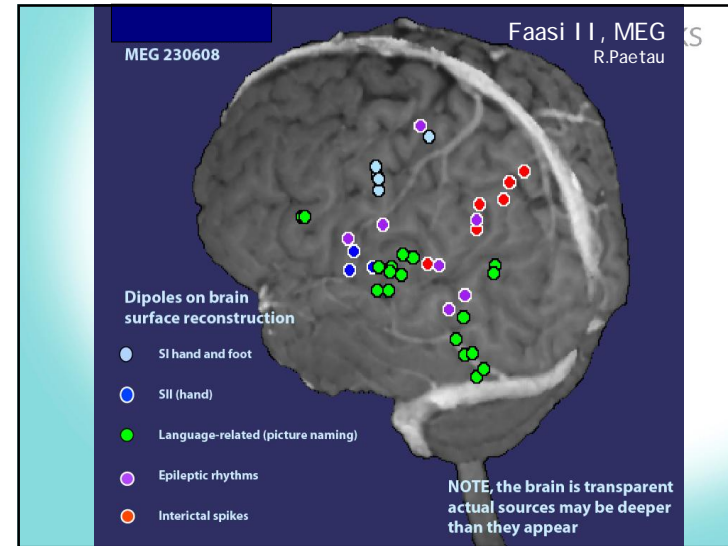 Faasi II, MEG
R.Paetau
KS
MEG 230608
Dipoles on brain
surface reconstruction
SI hand and foot
SII (hand)
Language-related (picture naming)
Epileptic rhythms
Interictal spikes
NOTE, the brain is transparent
actual sources may be deeper
than they appear